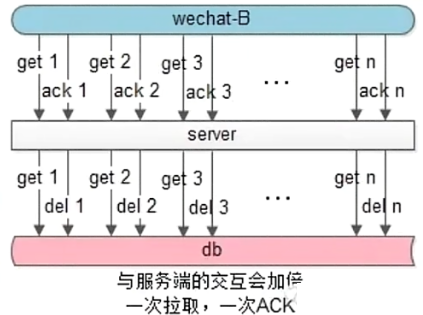 wechat-B
get 1 get 2 get 3 ... get n
ack 1 ack 2 ack 3 ack n
server
get 1 get 2 get 3 ... get n
del 1 del 2 del 3 del n
db
与服务端的交互会加倍
一次拉取，一次ACK